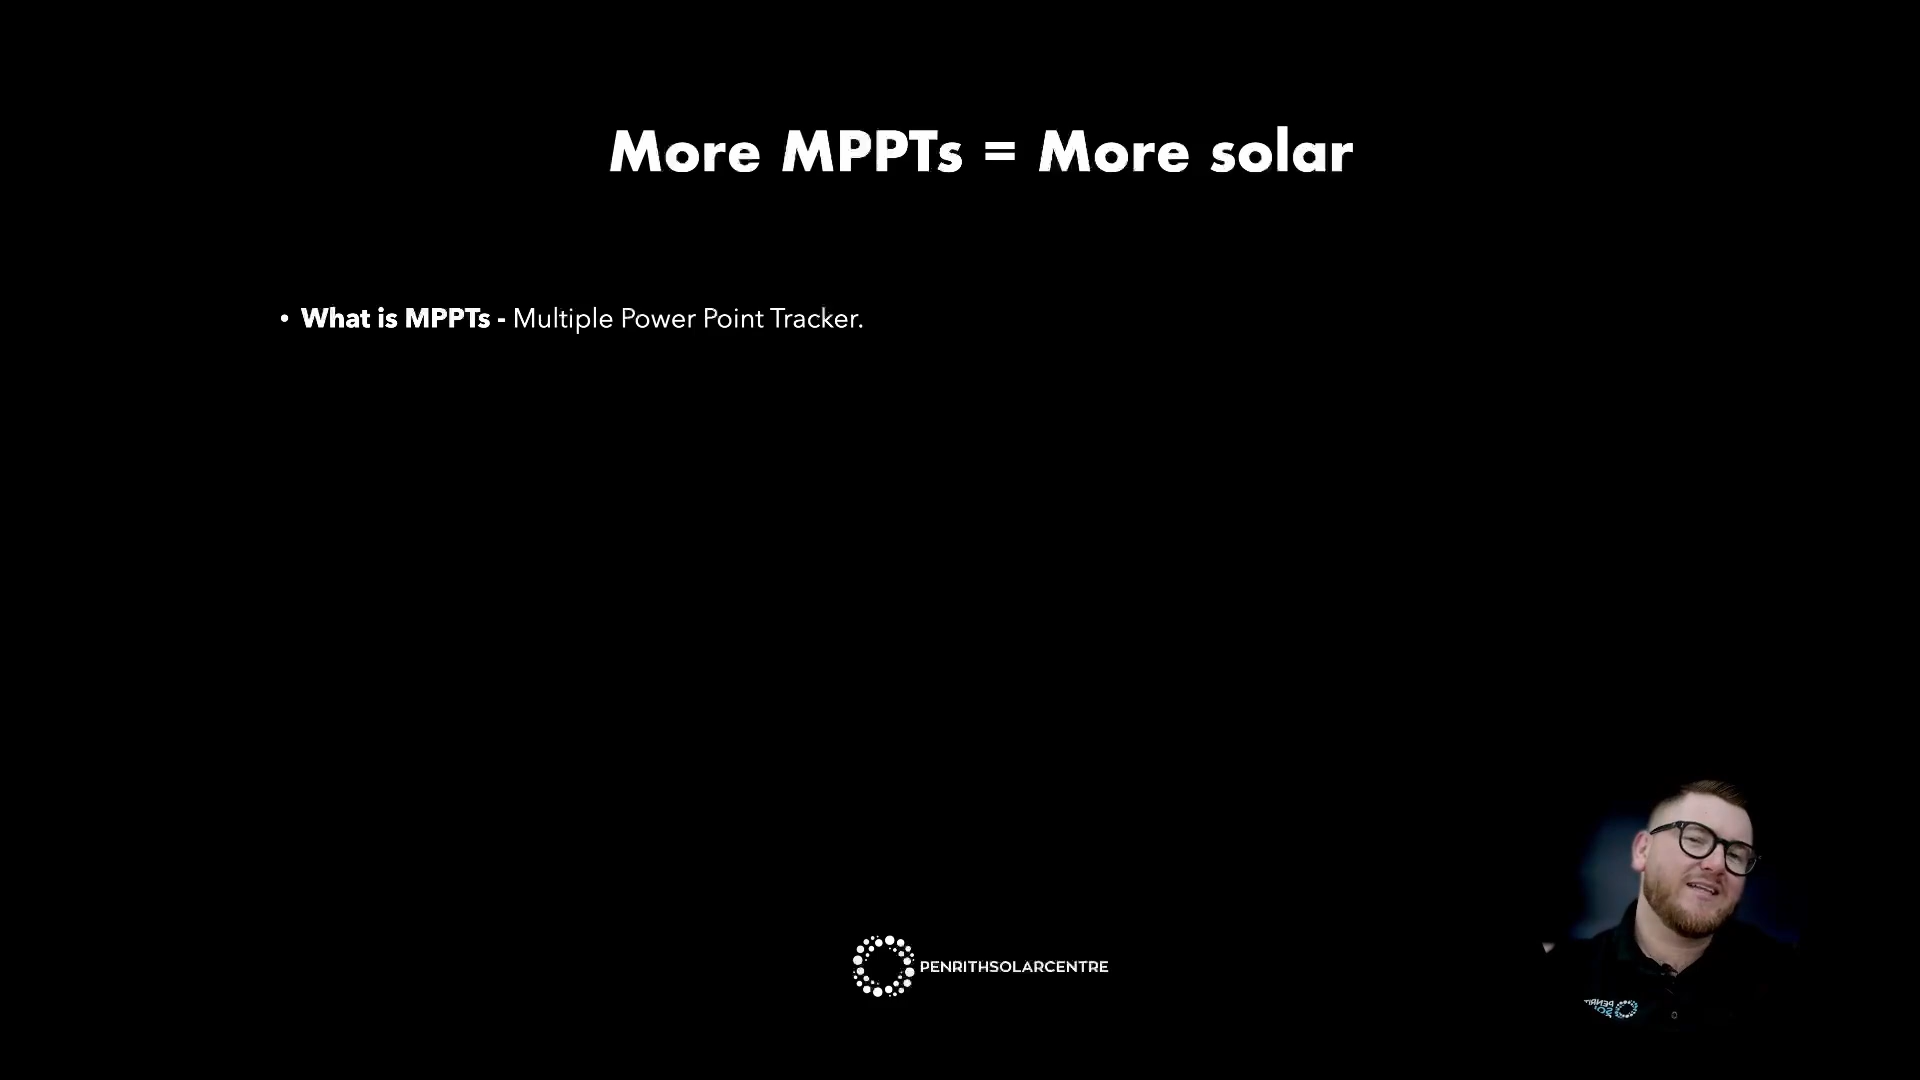 More MPPTs = More solar
• What is MPPTs - Multiple Power Point Tracker.
PENRITHSOLARCENTRE